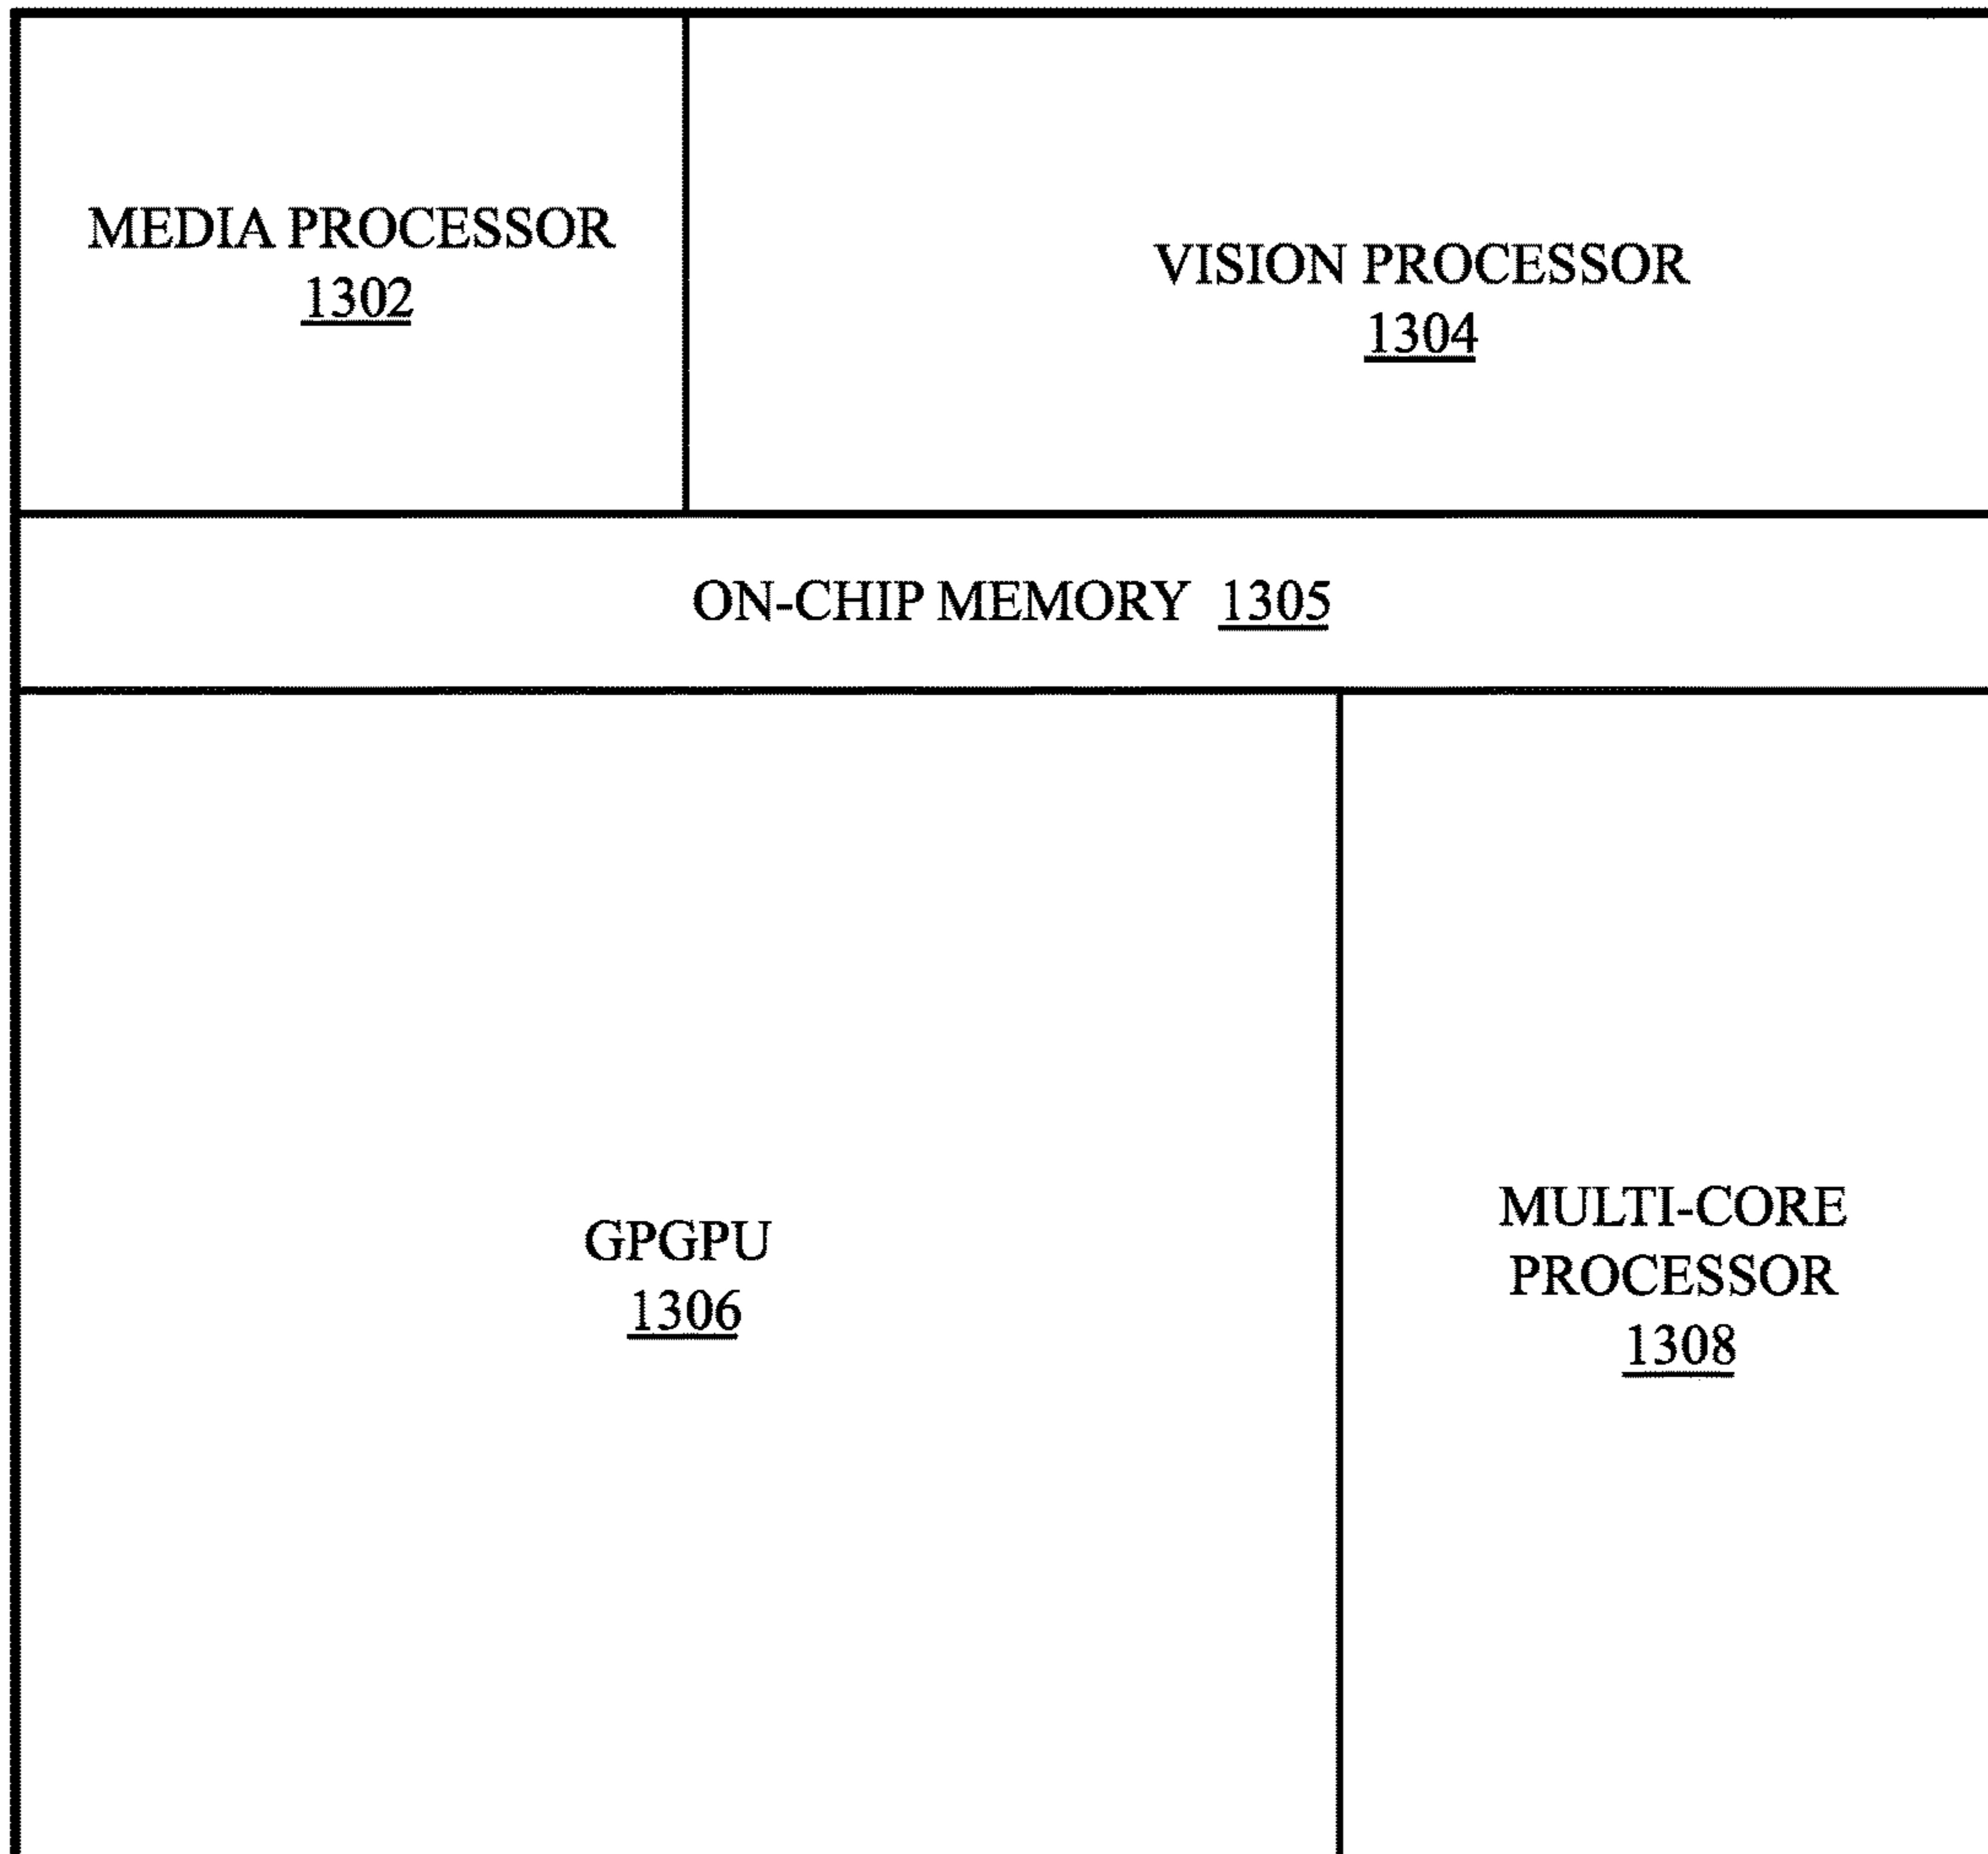 MEDIA PROCESSOR
1302
VISION PROCESSOR
1304
ON-CHIP MEMORY 1305
GPGPU
1306
MULTI-CORE
PROCESSOR
1308